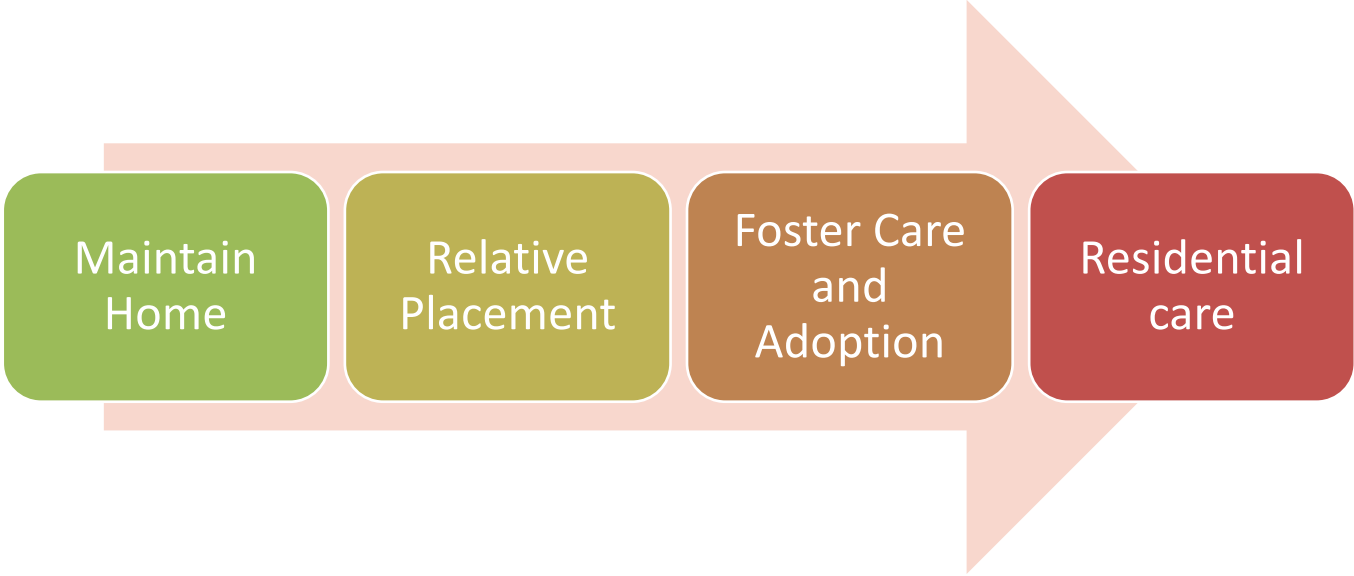 Maintain
Home
Relative
Placement
Foster Care
and
Adoption
Residential
care